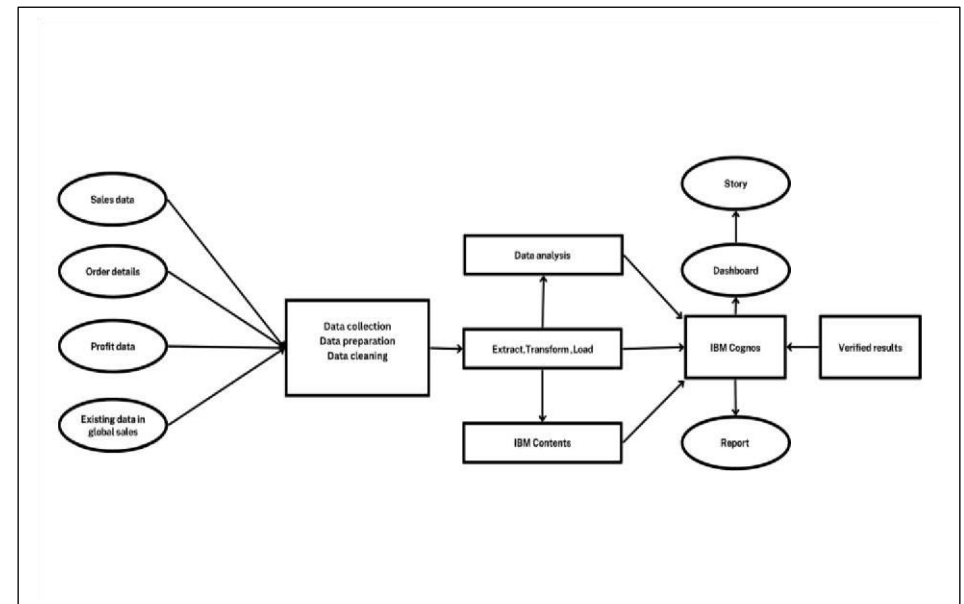 Sales data
Order details
Profit data
Existing data in
global sales
Data collection
Data preparation
Data cleaning
Data analysis
Extract,Transform ,Load
IBM Contents
Story
Dashboard
IBM Cognos
Report
Verified results